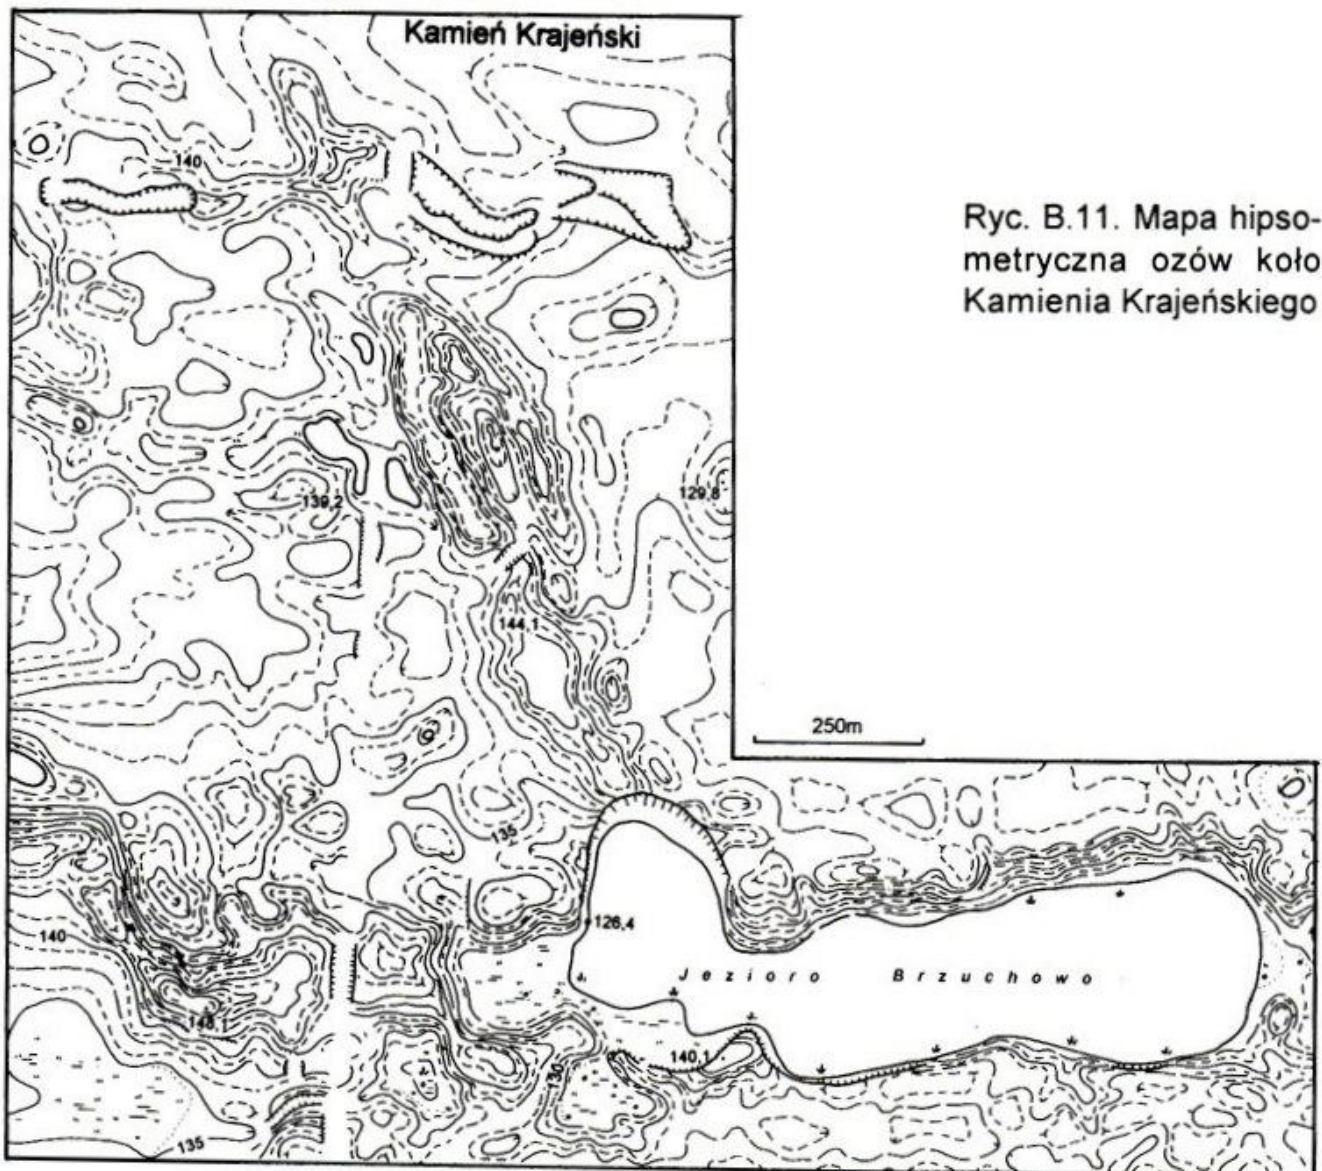 Kamień Krajeński
140
Ryc. B.11. Mapa hipso-
metryczna ozów koło
Kamienia Krajeńskiego
139,2
129,8
144,1
250m
135
126,4
140
Jezioro Brzuchowo
148,1
140,1
130
135